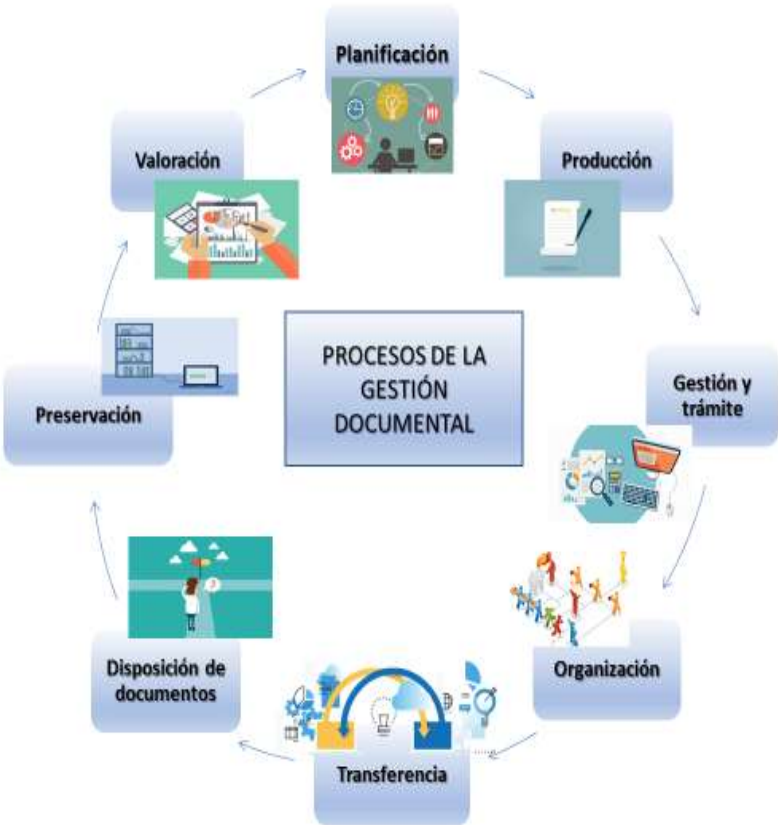 Planificación
Producción
Gestión y
trámite
Organización
Transferencia
Disposición de
documentos
Preservación
Valoración
PROCESOS DE LA
GESTIÓN
DOCUMENTAL